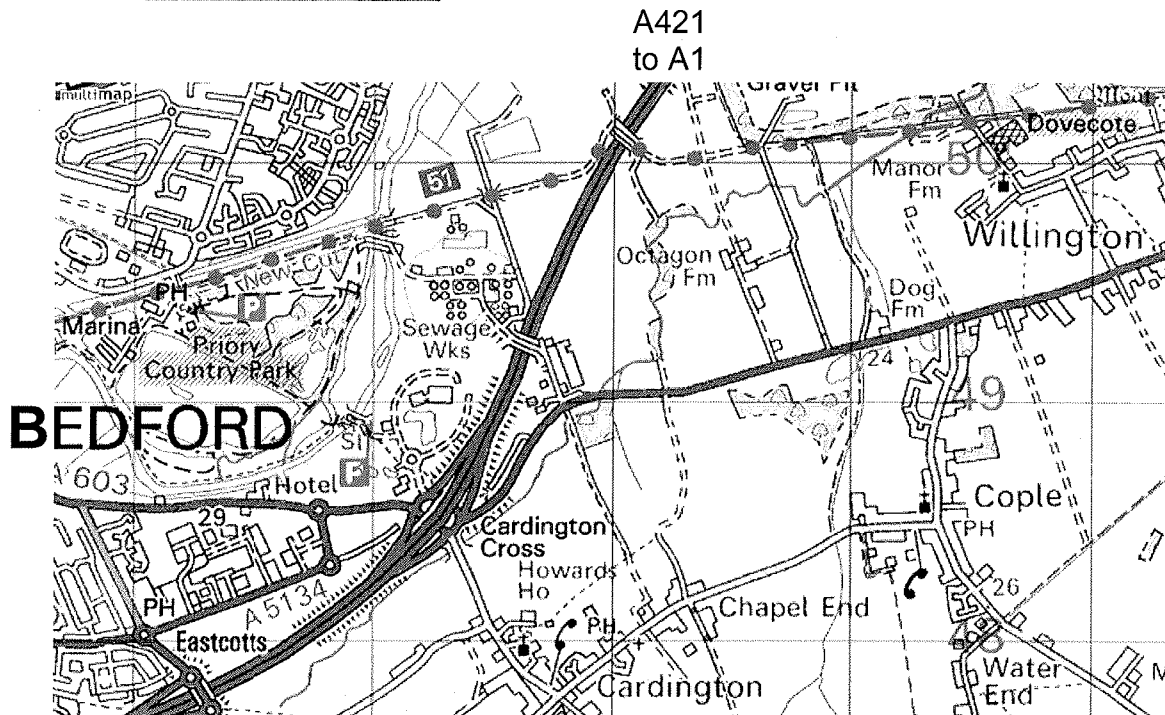 A421
to A1
multimap
Gravel Pit
Dovecote
51
Manor
Fm
50
Willington
Octagon
Fm
New Cut
PH
P
Dog
Fm
Marina
Sewage
Wks
Priory
Country Park
24
49
BEDFORD
F
A 603
Hotel
29
Cople
Cardington
Cross
PH
Howards
Ho
PH
A 5134
Chapel End
26
Eastcotts
PH
48
Water
End
Cardington
M